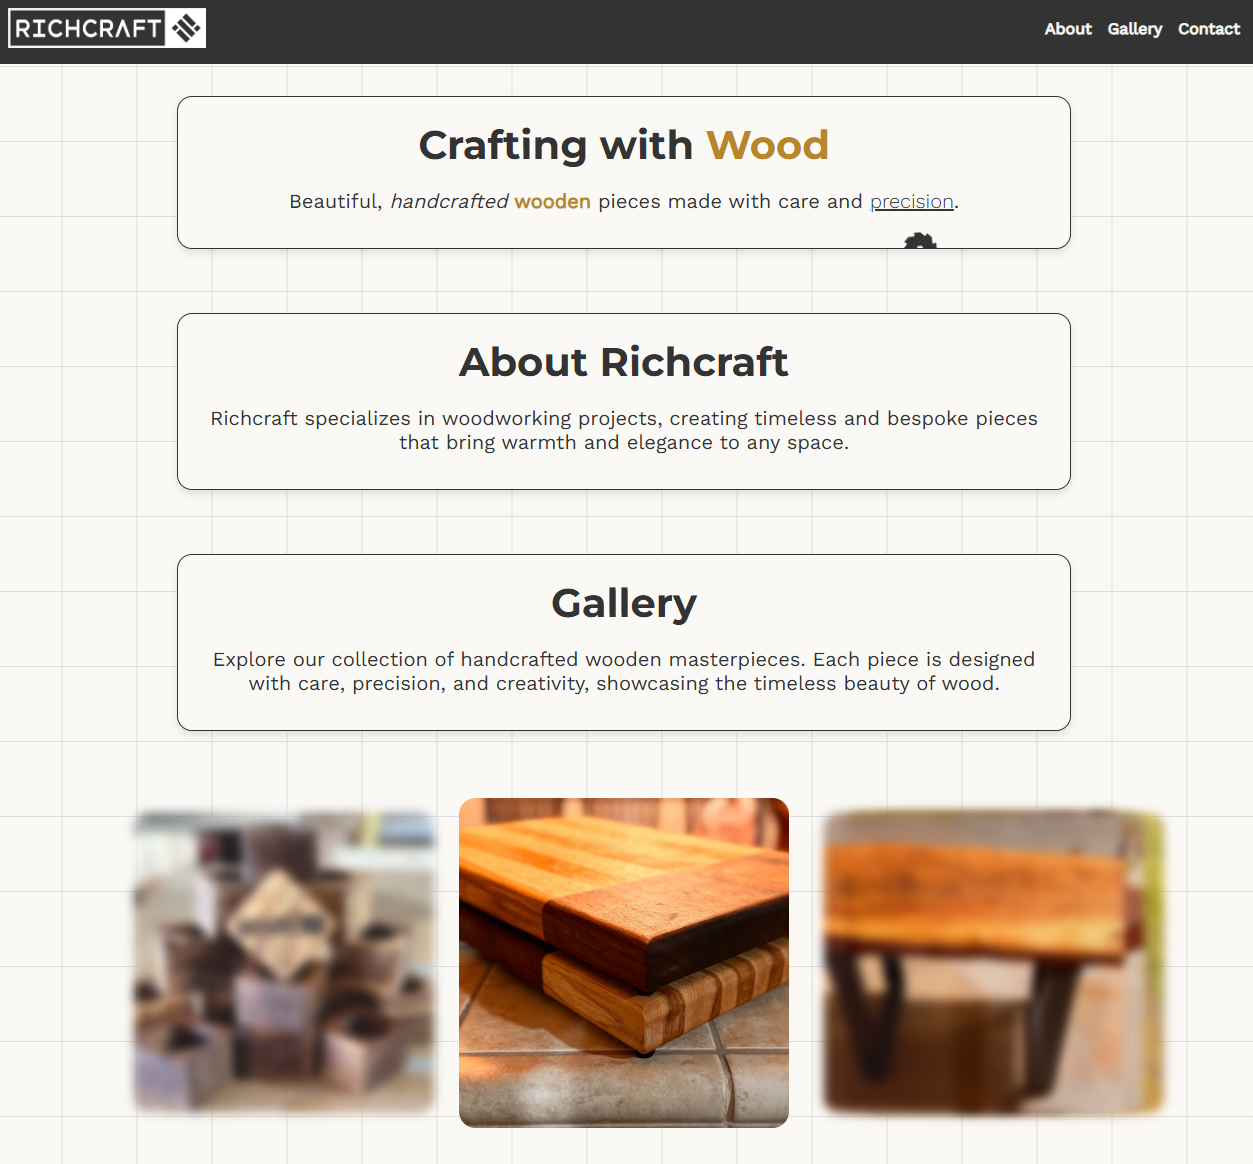 RICHCRAFT
About Gallery Contact
Crafting with Wood
Beautiful, handcrafted wooden pieces made with care and precision.
About Richcraft
Richcraft specializes in woodworking projects, creating timeless and bespoke pieces
that bring warmth and elegance to any space.
Gallery
Explore our collection of handcrafted wooden masterpieces. Each piece is designed
with care, precision, and creativity, showcasing the timeless beauty of wood.